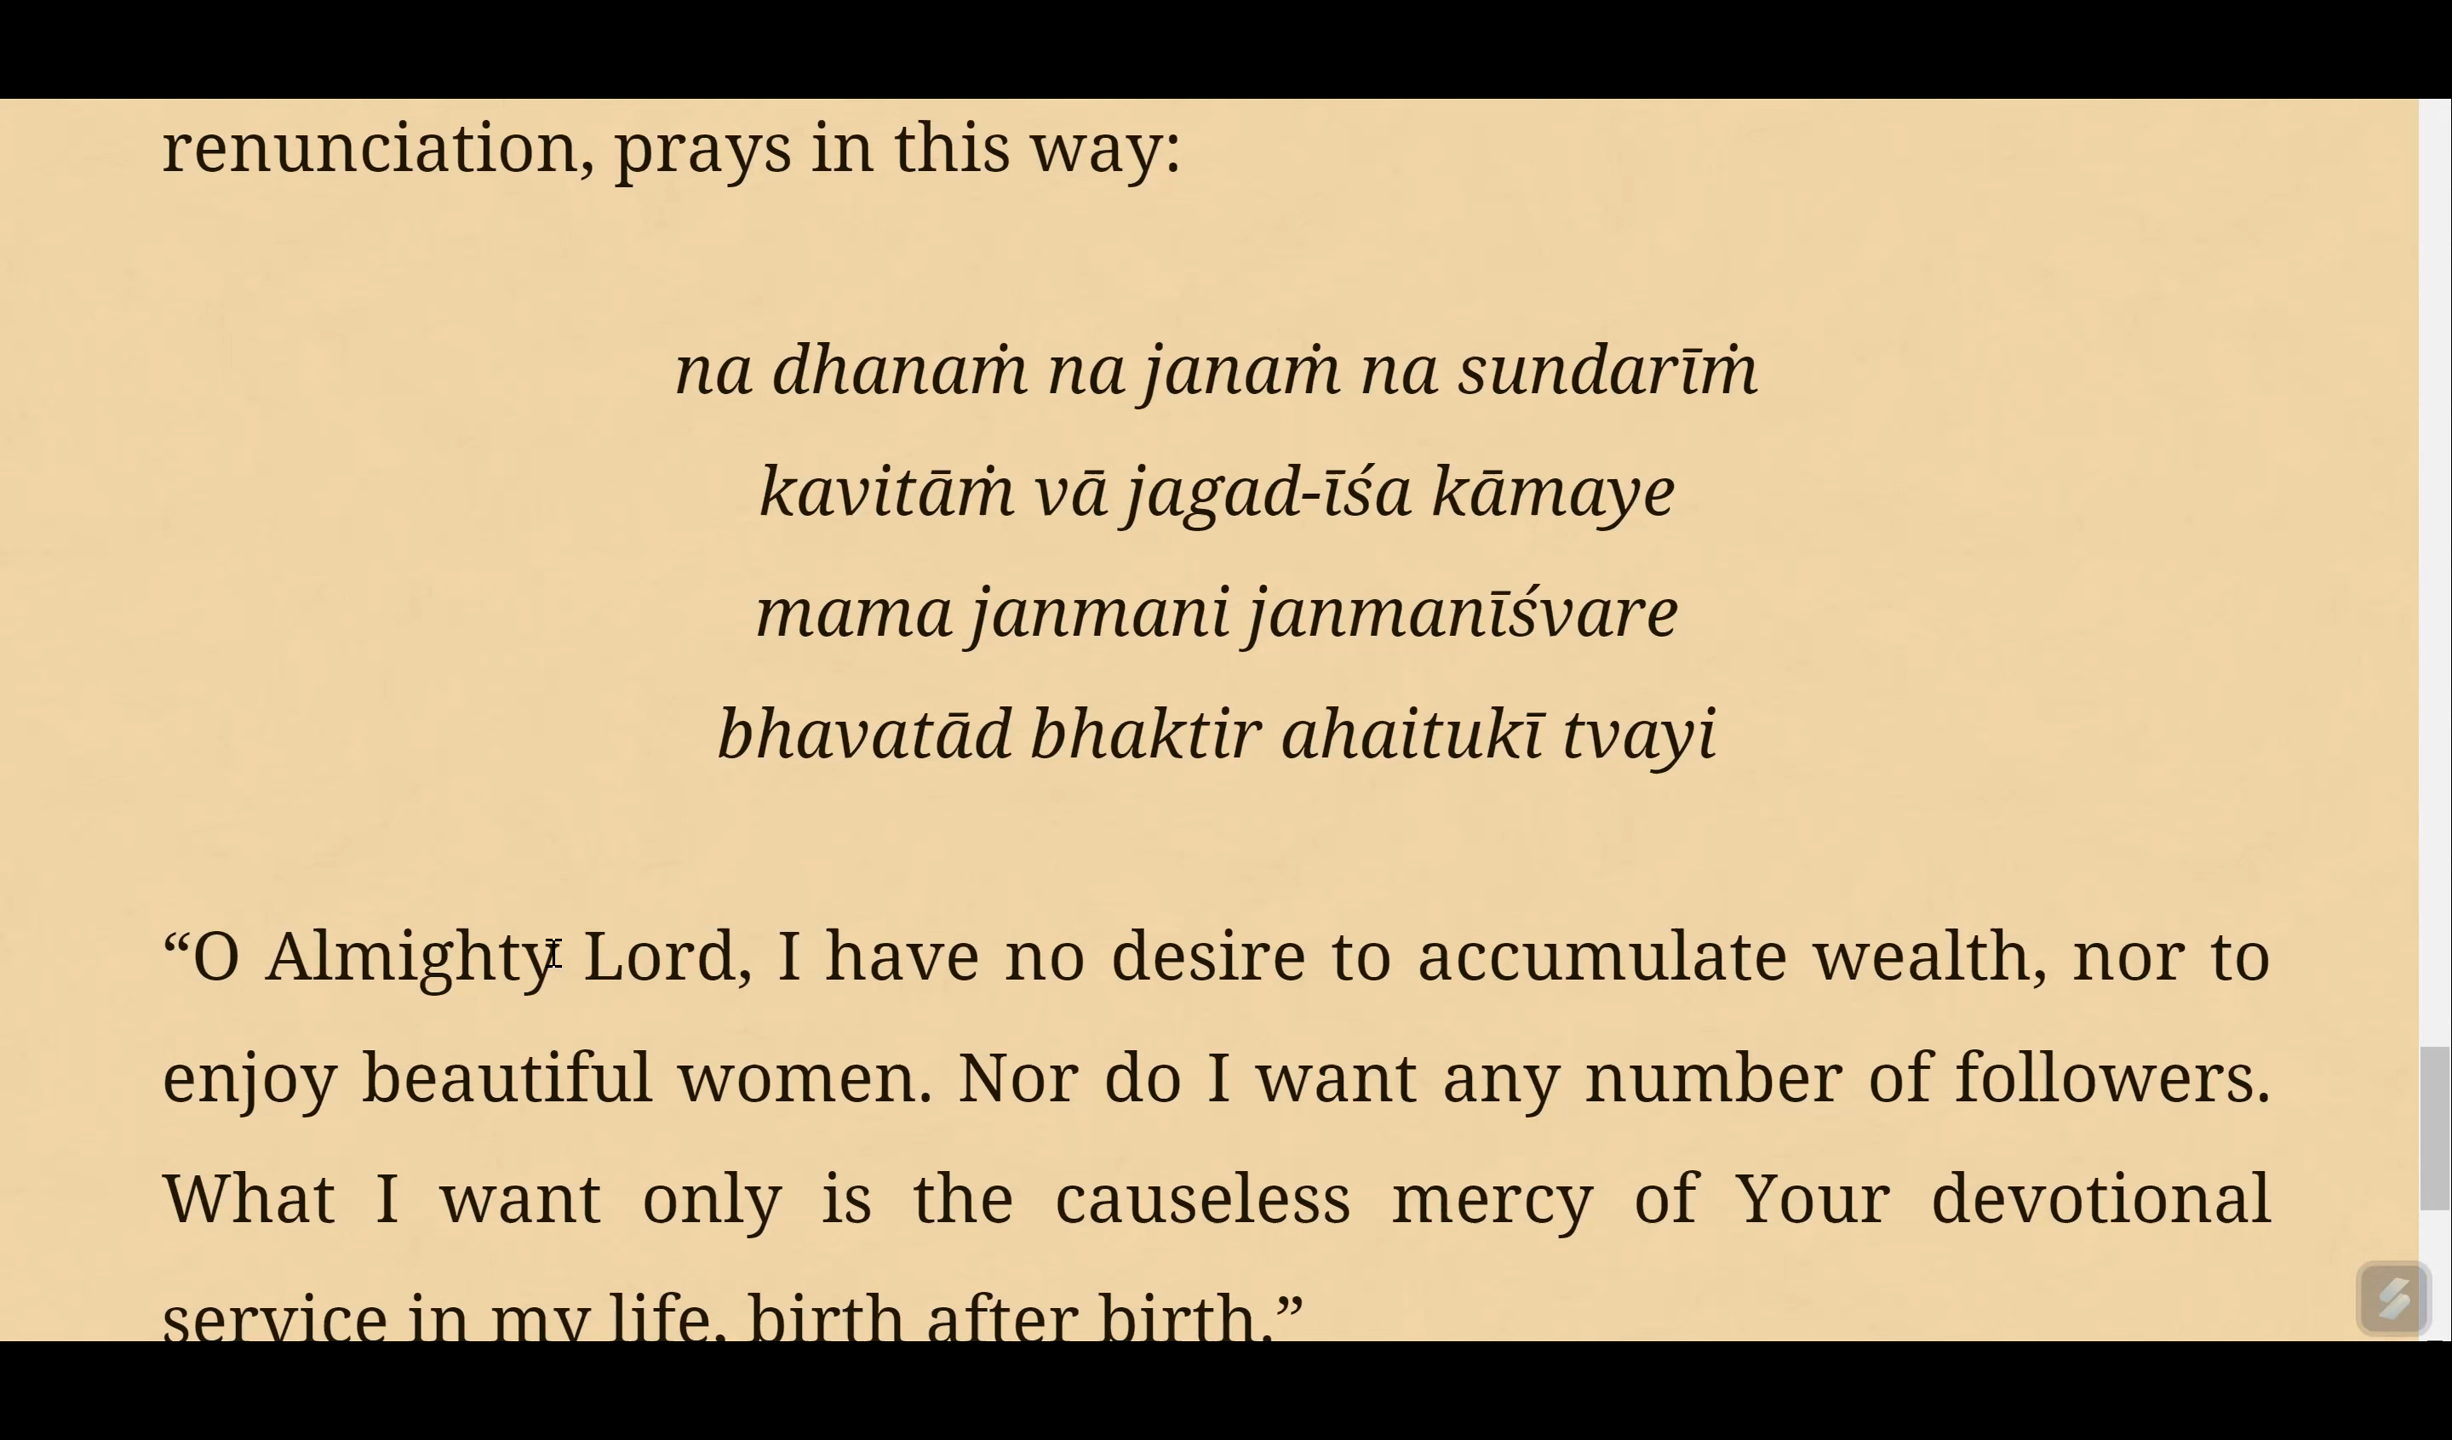 renunciation, prays in this way:
na dhanaṁ na janaṁ na sundarīṁ
kavitāṁ vā jagad-īśa kāmaye
mama janmani janmanīśvare
bhavatād bhaktir ahaitukī tvayi
“O Almighty Lord, I have no desire to accumulate wealth, nor to
enjoy beautiful women. Nor do I want any number of followers.
What I want only is the causeless mercy of Your devotional
service in my life, birth after birth.”